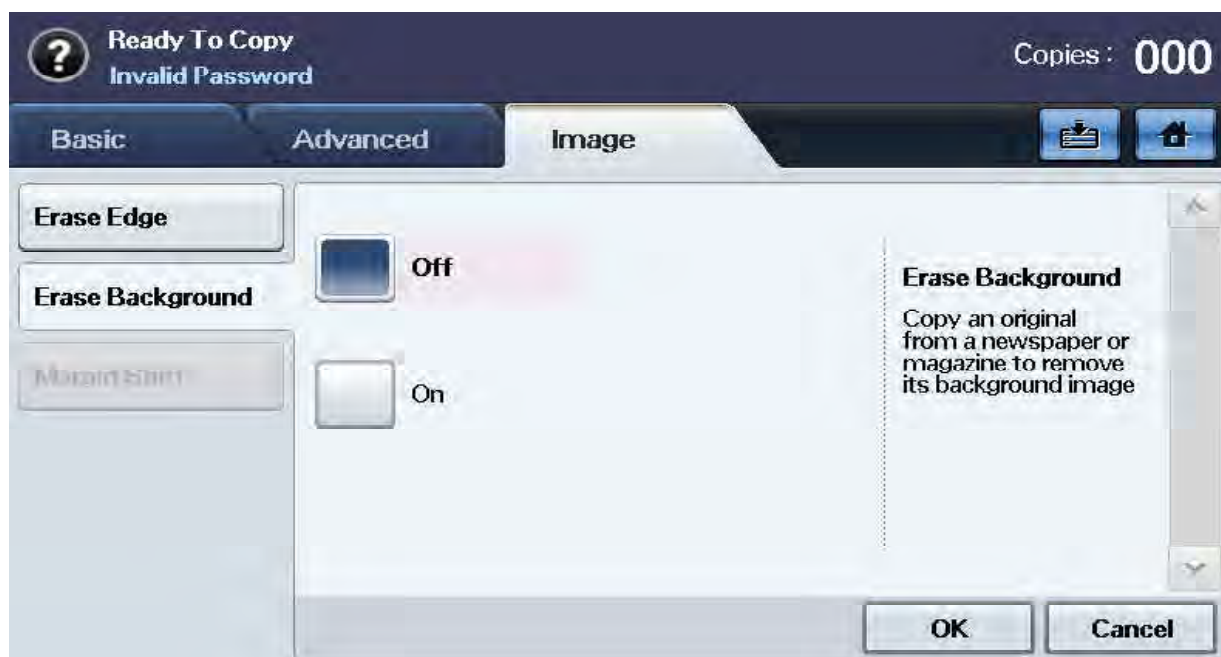 Ready To Copy
Invalid Password
Copies : 000
Basic
Advanced
Image
Erase Edge
Erase Background
Off
On
Erase Background
Copy an original
from a newspaper or
magazine to remove
its background image
OK
Cancel